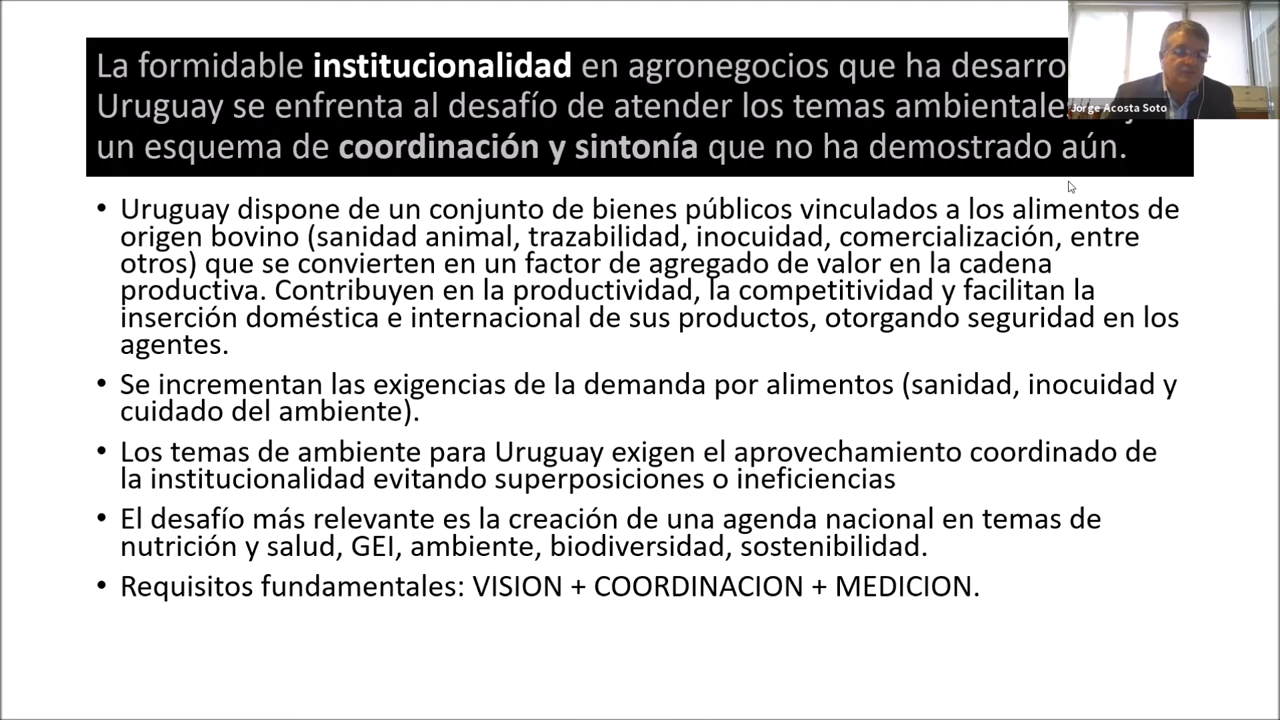 La formidable institucionalidad en agronegocios que ha
Uruguay se enfrenta al desafío de atender los temas
un esquema de coordinación y sintonía que no ha demostrado aún.
Jorge Acosta Soto
• Uruguay dispone de un conjunto de bienes públicos vinculados a los alimentos de
origen bovino (sanidad animal, trazabilidad, inocuidad, comercialización, entre
otros) que se convierten en un factor de agregado de valor en la cadena
productiva. Contribuyen en la productividad, la competitividad y facilitan la
inserción doméstica e internacional de sus productos, otorgando seguridad en los
agentes.
• Se incrementan las exigencias de la demanda por alimentos (sanidad, inocuidad y
cuidado del ambiente).
• Los temas de ambiente para Uruguay exigen el aprovechamiento coordinado de
la institucionalidad evitando superposiciones o ineficiencias
• El desafío más relevante es la creación de una agenda nacional en temas de
nutrición y salud, GEI, ambiente, biodiversidad, sostenibilidad.
• Requisitos fundamentales: VISION + COORDINACION + MEDICION.